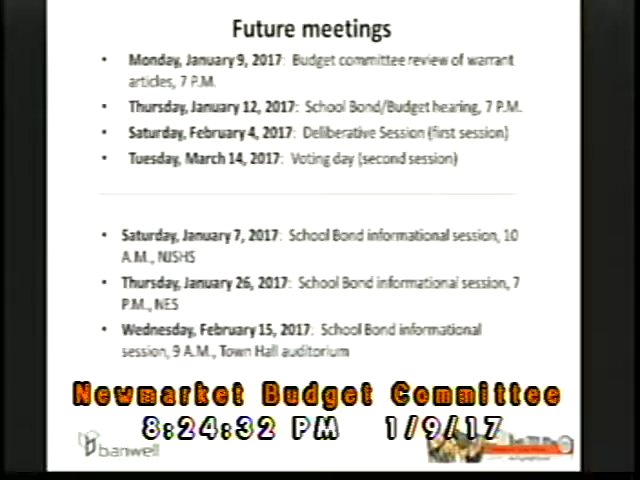 Future meetings
• Monday, January 9, 2017: Budget committee review of warrant
articles, 7 P.M.
• Thursday, January 12, 2017: School Bond/Budget hearing, 7 P.M.
• Saturday, February 4, 2017: Deliberative Session (first session)
• Tuesday, March 14, 2017: Voting day (second session)
• Saturday, January 7, 2017: School Bond informational session, 10
A.M., NJSHS
• Thursday, January 26, 2017: School Bond informational session, 7
P.M., NES
• Wednesday, February 15, 2017: School Bond informational
session, 9 A.M., Town Hall auditorium
Newmarket Budget Committee
8:24:32 PM 1/9/17
banwell